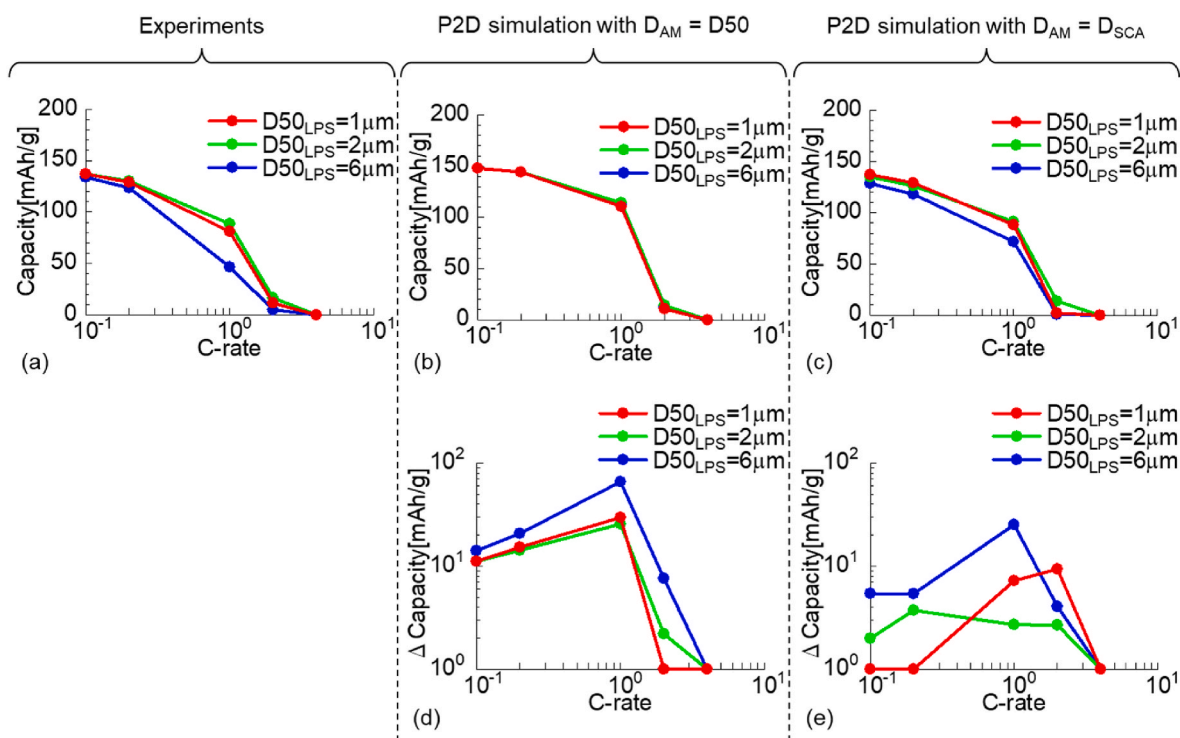 Experiments
P2D simulation with D_AM = D50
P2D simulation with D_AM = D_SCA
200
150
100
50
0
Capacity[mAh/g]
D50_LPS=1μm
D50_LPS=2μm
D50_LPS=6μm
10^-1
10^0
10^1
C-rate
(a)
200
150
100
50
0
Capacity[mAh/g]
D50_LPS=1μm
D50_LPS=2μm
D50_LPS=6μm
10^-1
10^0
10^1
C-rate
(b)
200
150
100
50
0
Capacity[mAh/g]
D50_LPS=1μm
D50_LPS=2μm
D50_LPS=6μm
10^-1
10^0
10^1
C-rate
(c)
D50_LPS=1μm
D50_LPS=2μm
D50_LPS=6μm
10^2
10^1
10^0
Δ Capacity[mAh/g]
10^-1
10^0
10^1
C-rate
(d)
D50_LPS=1μm
D50_LPS=2μm
D50_LPS=6μm
10^2
10^1
10^0
Δ Capacity[mAh/g]
10^-1
10^0
10^1
C-rate
(e)